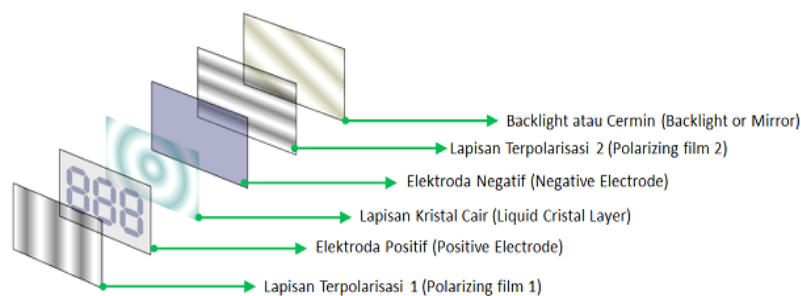 888
Backlight atau Cermin (Backlight or Mirror)
Lapisan Terpolarisasi 2 (Polarizing film 2)
Elektroda Negatif (Negative Electrode)
Lapisan Kristal Cair (Liquid Cristal Layer)
Elektroda Positif (Positive Electrode)
Lapisan Terpolarisasi 1 (Polarizing film 1)